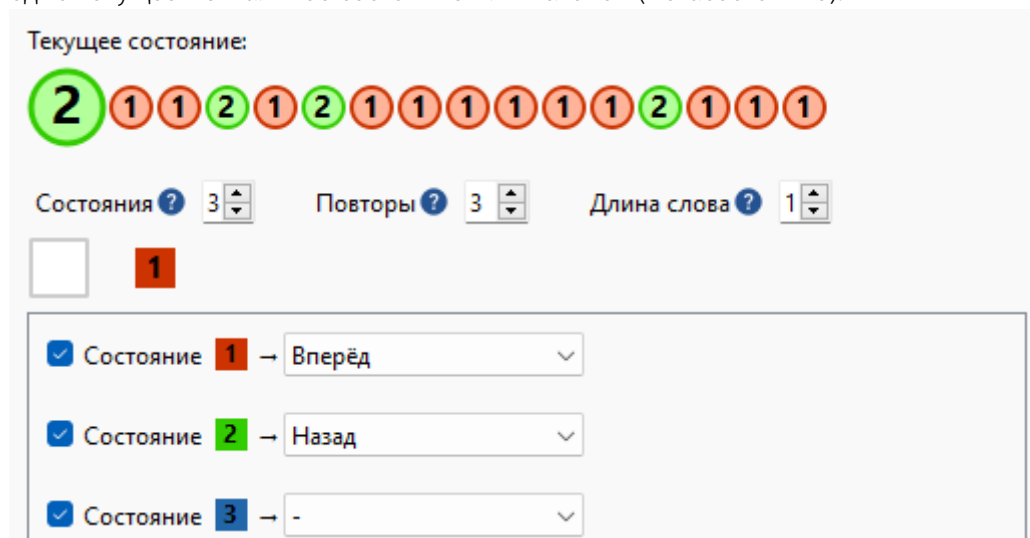 Текущее состояние:
2 1 1 2 1 2 1 1 1 1 1 1 2 1 1 1
Состояния ? 3 Повторы ? 3 Длина слова ? 1
1
Состояние 1 → Вперёд
Состояние 2 → Назад
Состояние 3 → -